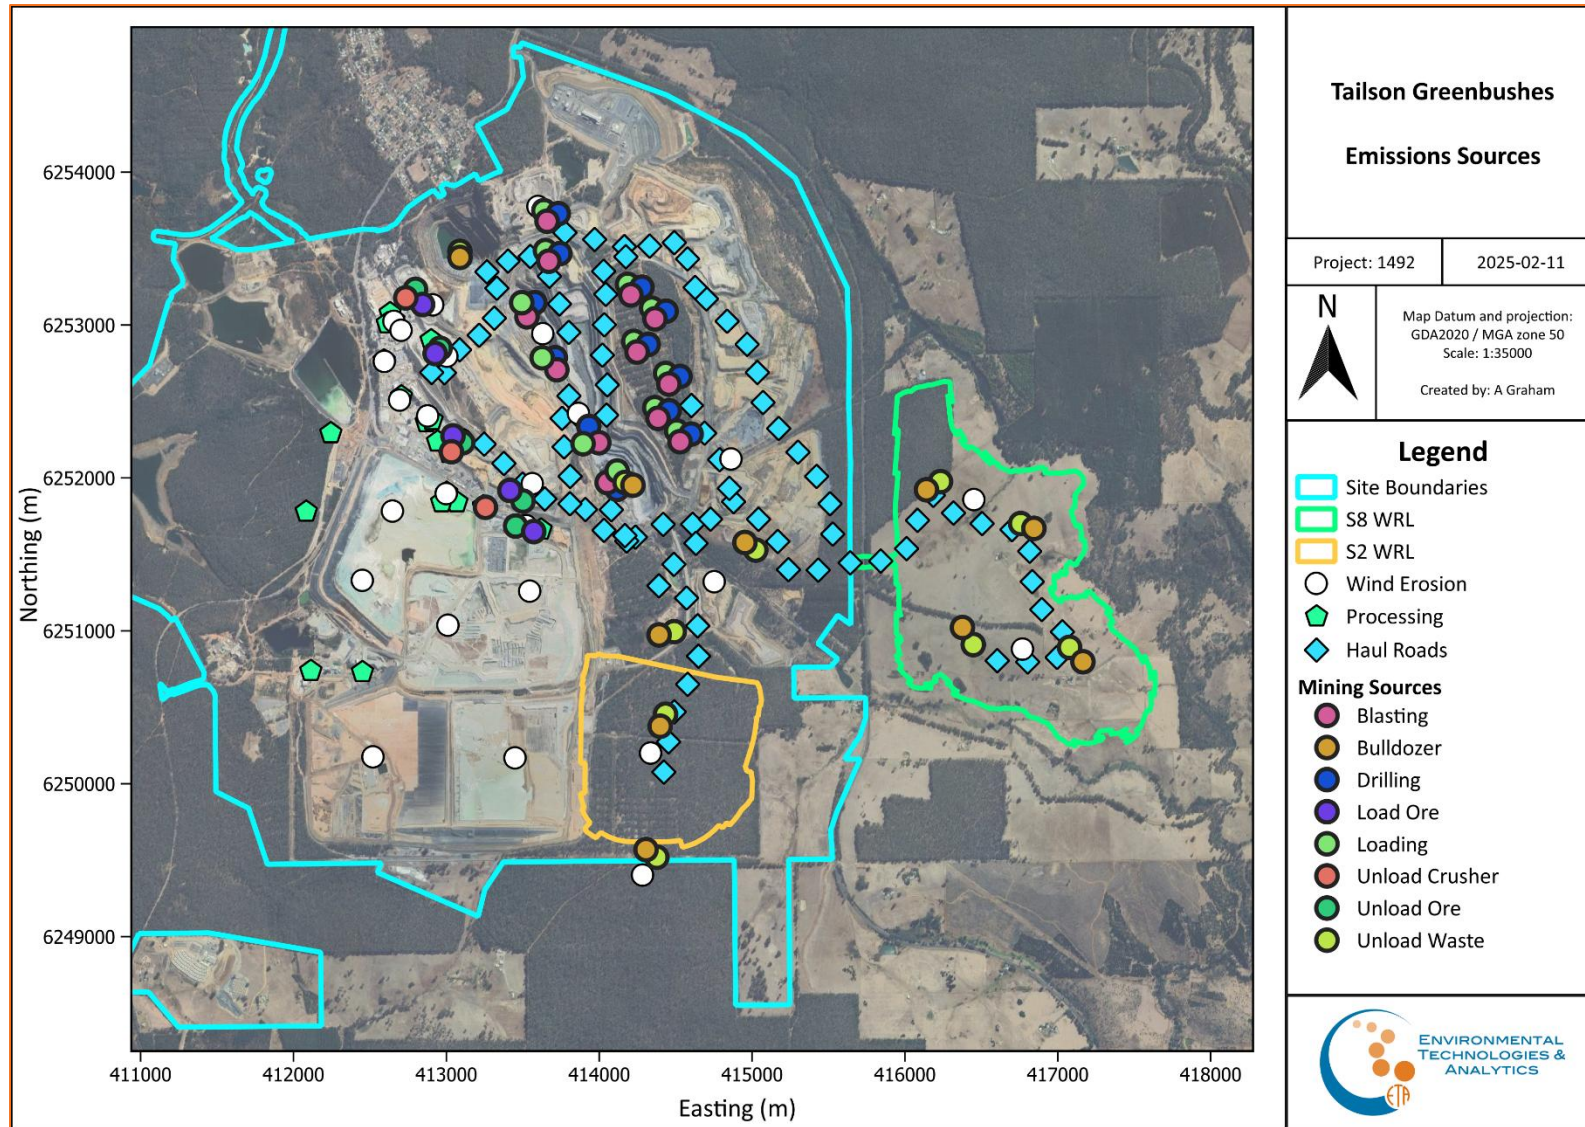 Tailson Greenbushes
Emissions Sources
Project: 1492
2025-02-11
N
Map Datum and projection:
GDA2020 / MGA zone 50
Scale: 1:35000
Created by: A Graham
Legend
Site Boundaries
S8 WRL
S2 WRL
Wind Erosion
Processing
Haul Roads
Mining Sources
Blasting
Bulldozer
Drilling
Load Ore
Loading
Unload Crusher
Unload Ore
Unload Waste
ENVIRONMENTAL
TECHNOLOGIES &
ANALYTICS
ETA
Northing (m)
6254000
6253000
6252000
6251000
6250000
6249000
411000
412000
413000
414000
415000
416000
417000
418000
Easting (m)